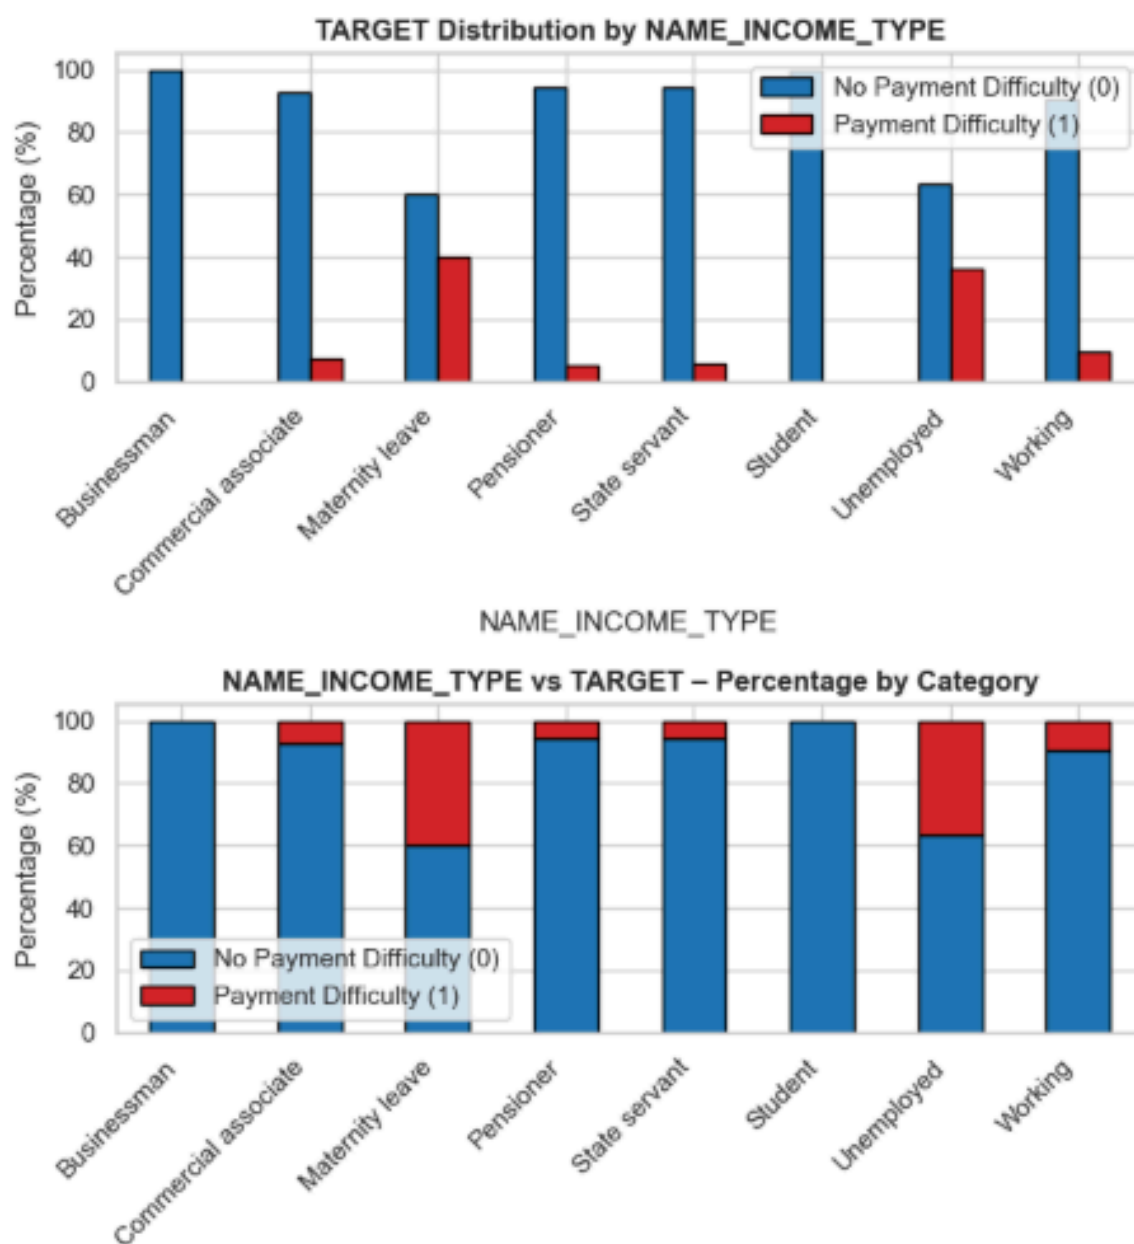 TARGET Distribution by NAME_INCOME_TYPE
Percentage (%)
100
80
60
40
20
0
No Payment Difficulty (0)
Payment Difficulty (1)
Businessman
Commercial associate
Maternity leave
Pensioner
State servant
Student
Unemployed
Working
NAME_INCOME_TYPE
NAME_INCOME_TYPE vs TARGET – Percentage by Category
Percentage (%)
100
80
60
40
20
0
No Payment Difficulty (0)
Payment Difficulty (1)
Businessman
Commercial associate
Maternity leave
Pensioner
State servant
Student
Unemployed
Working